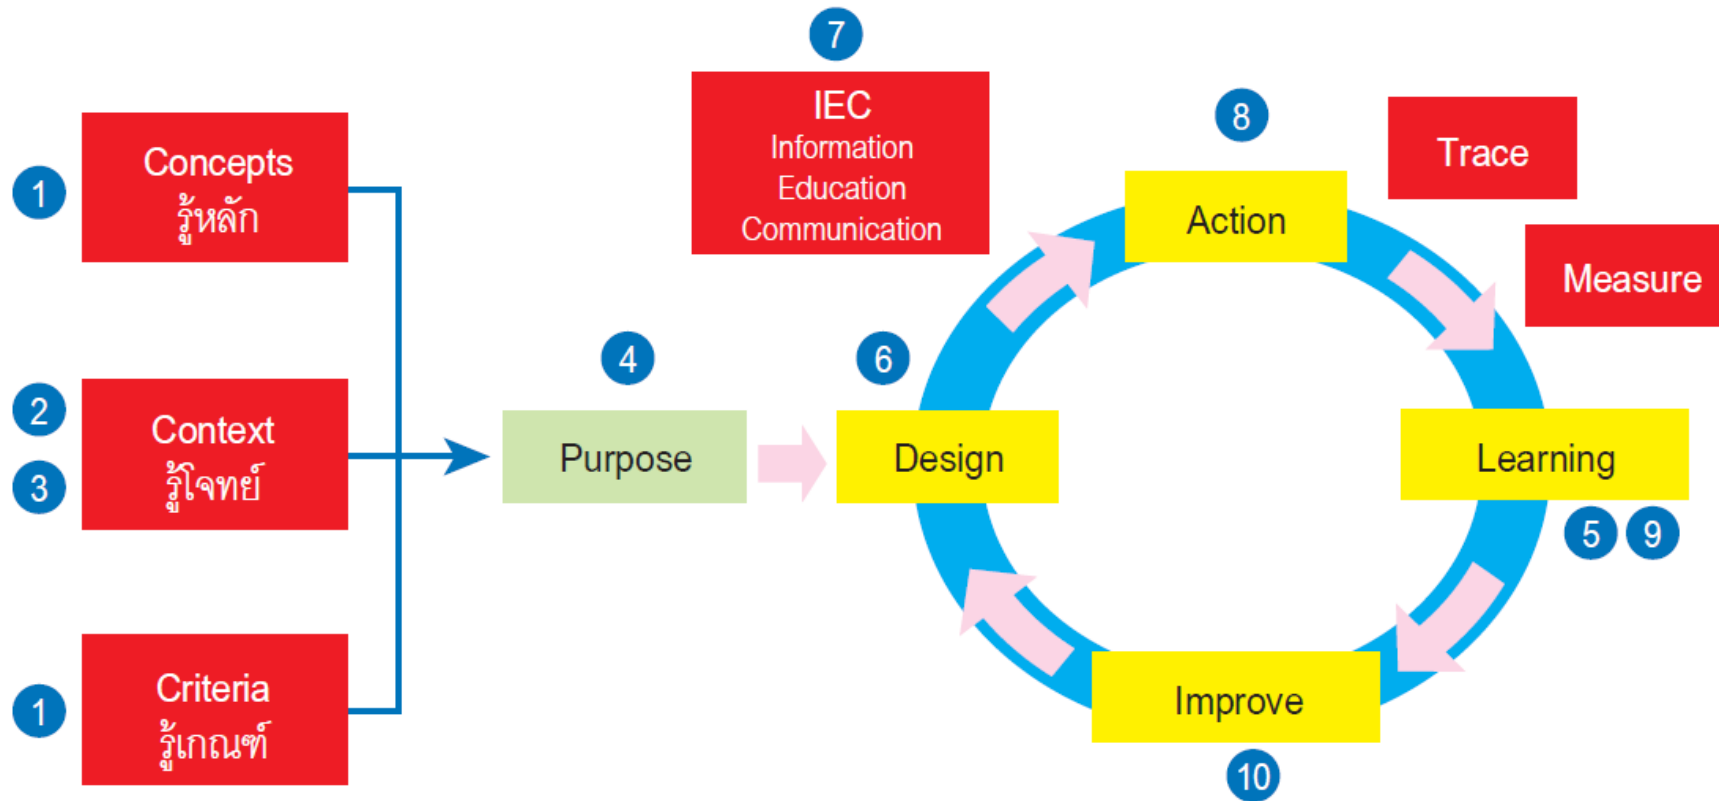 1
Concepts
รู้หลัก
2
3
Context
รู้โจทย์
1
Criteria
รู้เกณฑ์
4
Purpose
6
Design
7
IEC
Information
Education
Communication
8
Action
Trace
Measure
Learning
5 9
Improve
10